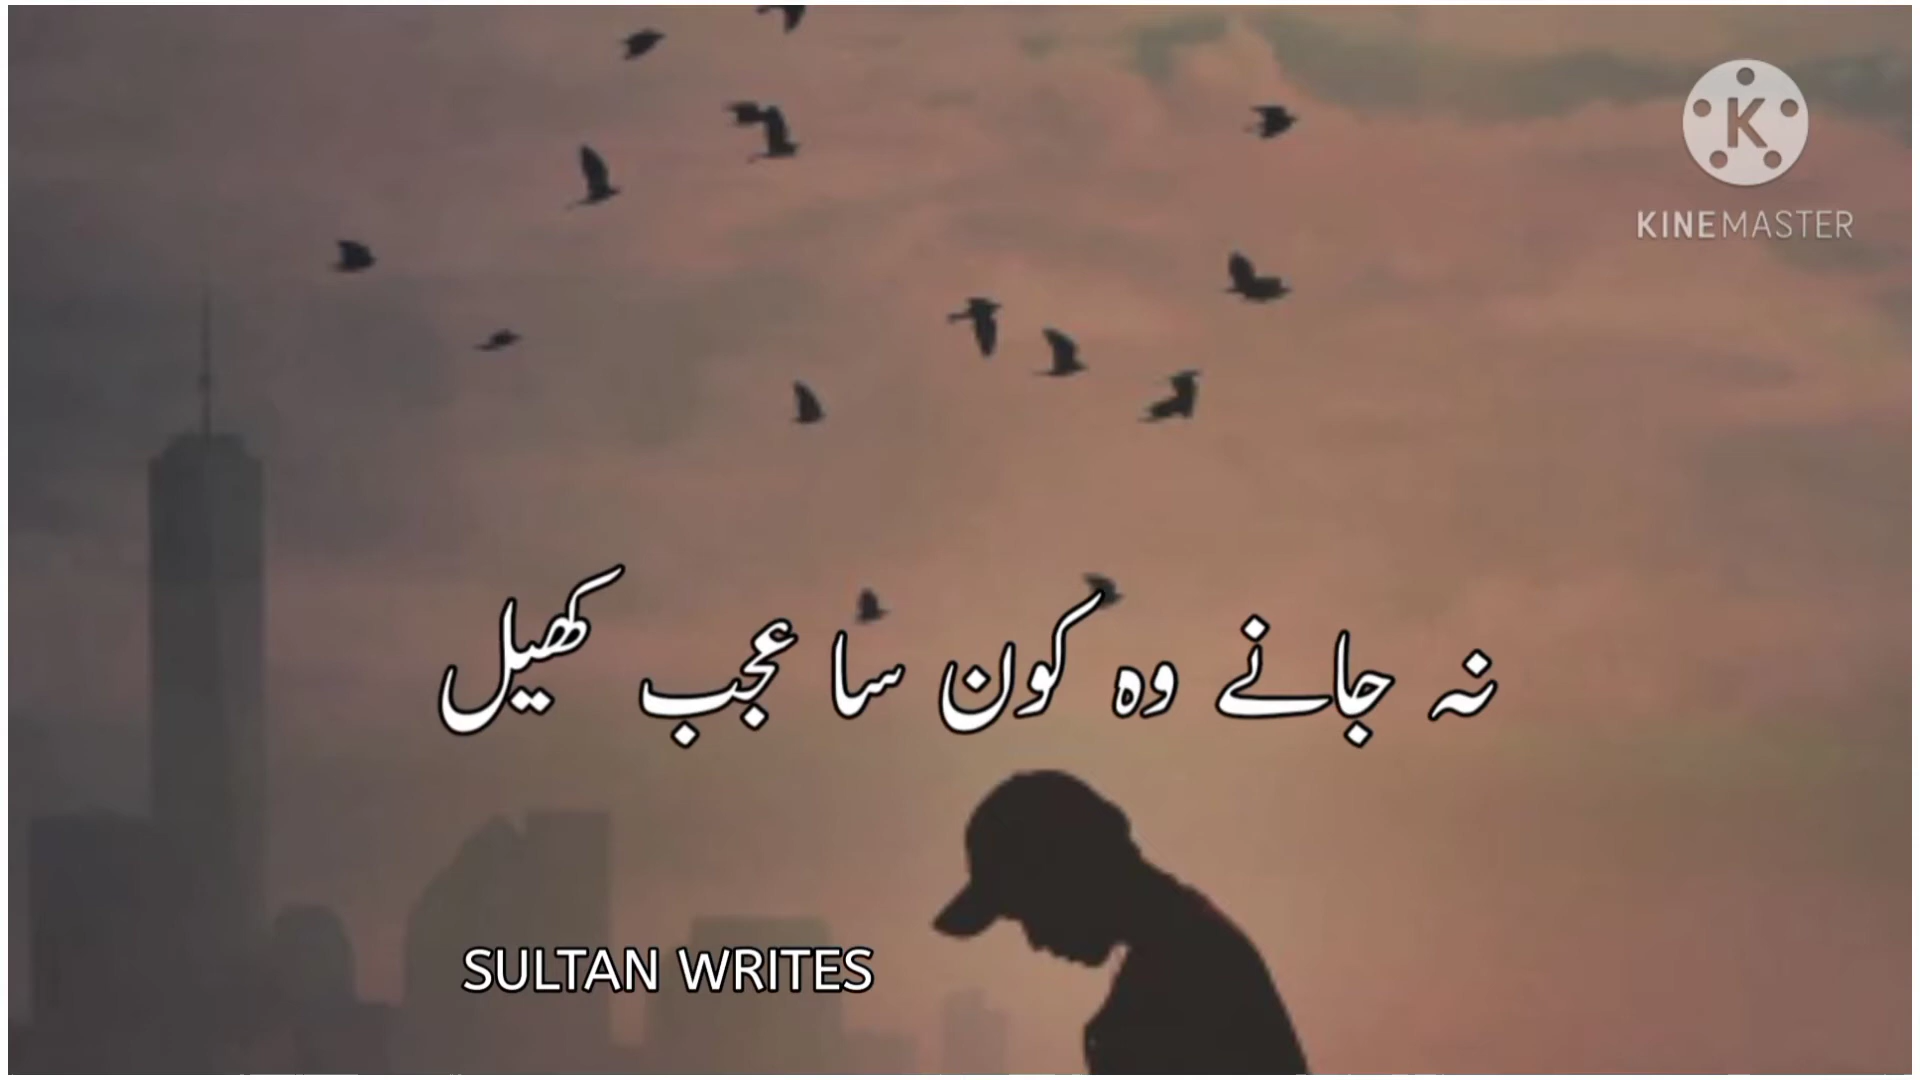 KINEMASTER
نہ جانے وہ کون سا عجب کھیل
SULTAN WRITES